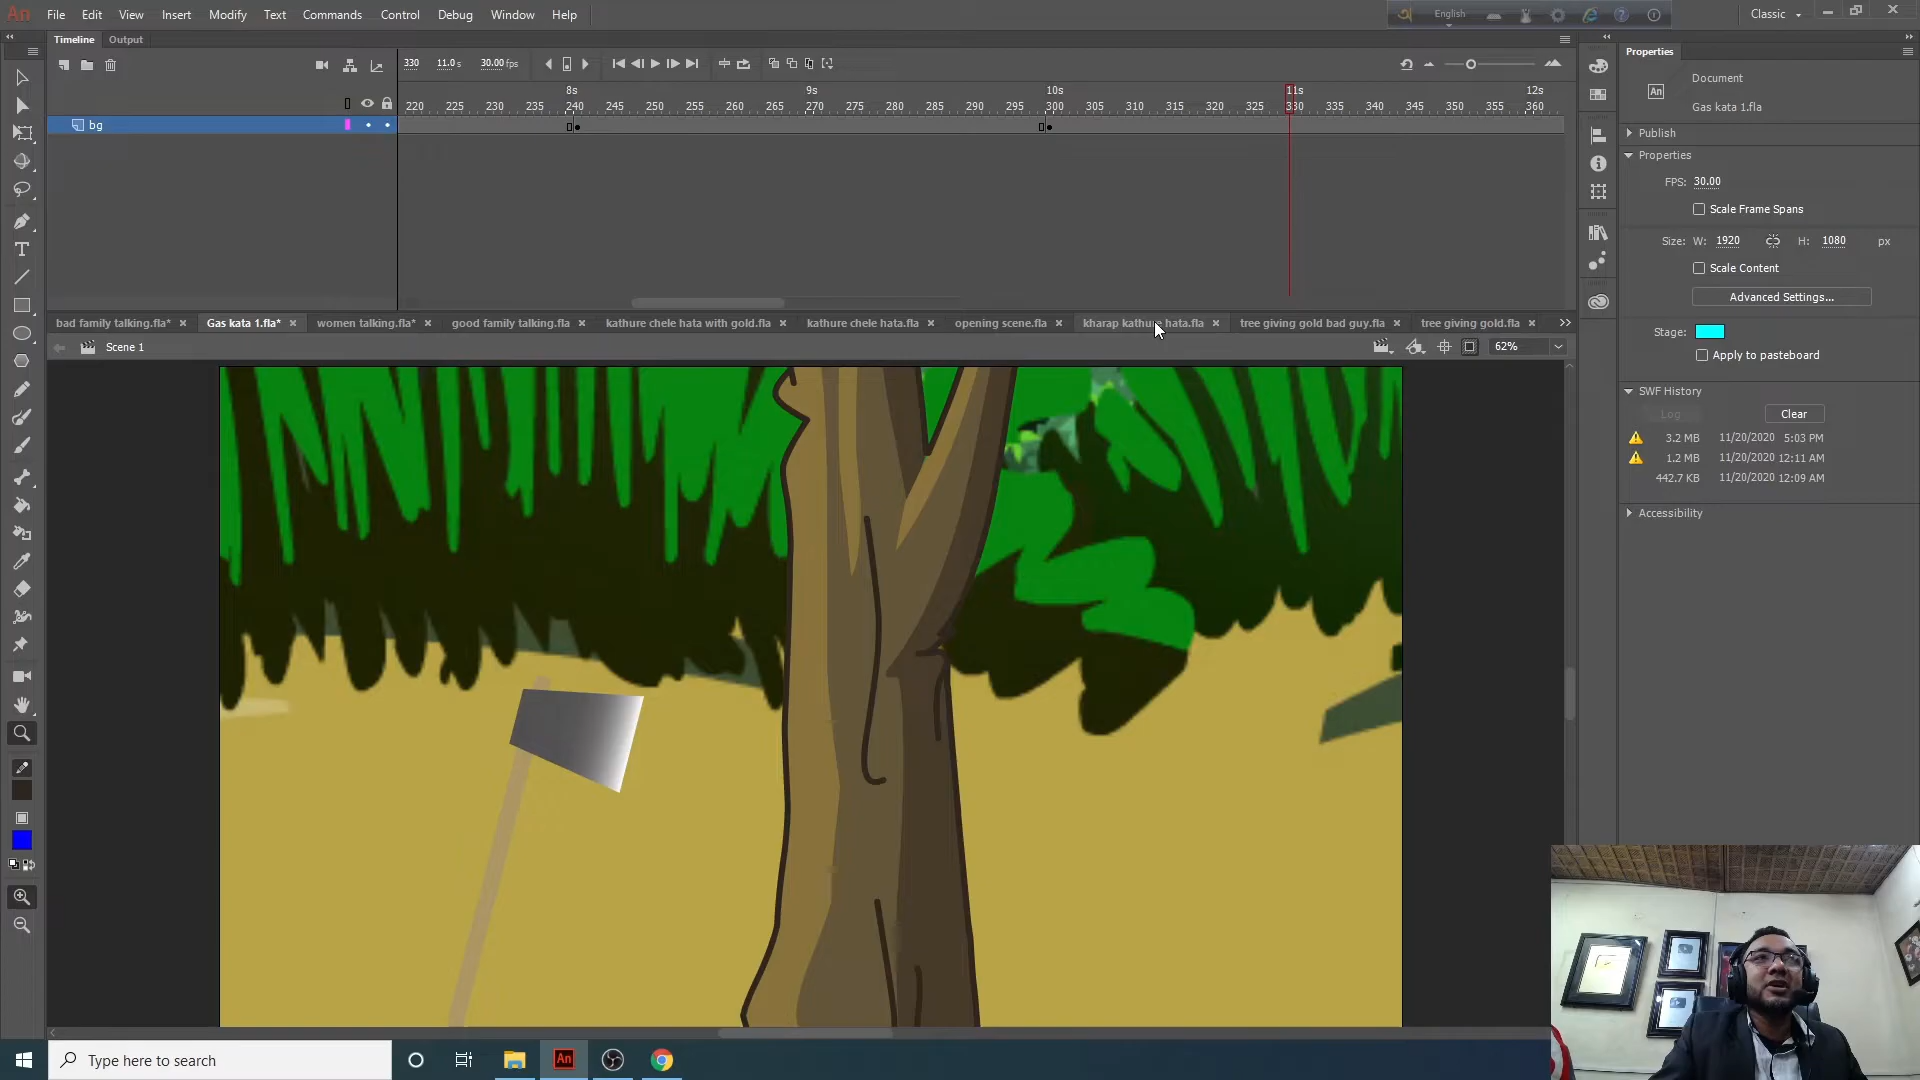 An File Edit View Insert Modify Text Commands Control Debug Window Help
English
Classic
Timeline Output
330 11.0 s 30.00 fps
8s 9s 10s 11s 12s
220 225 230 235 240 245 250 255 260 265 270 275 280 285 290 295 300 305 310 315 320 325 330 335 340 345 350 355 360
bg
bad family talking.fla* Gas kata 1.fla* women talking.fla* good family talking.fla kathure chele hata with gold.fla kathure chele hata.fla opening scene.fla kharap kathure hata.fla tree giving gold bad guy.fla tree giving gold.fla
Scene 1
62%
Properties
An
Document
Gas kata 1.fla
Publish
Properties
FPS: 30.00
Scale Frame Spans
Size: W: 1920 H: 1080 px
Scale Content
Advanced Settings...
Stage:
Apply to pasteboard
SWF History
Log Clear
3.2 MB 11/20/2020 5:03 PM
1.2 MB 11/20/2020 12:11 AM
442.7 KB 11/20/2020 12:09 AM
Accessibility
Type here to search
An